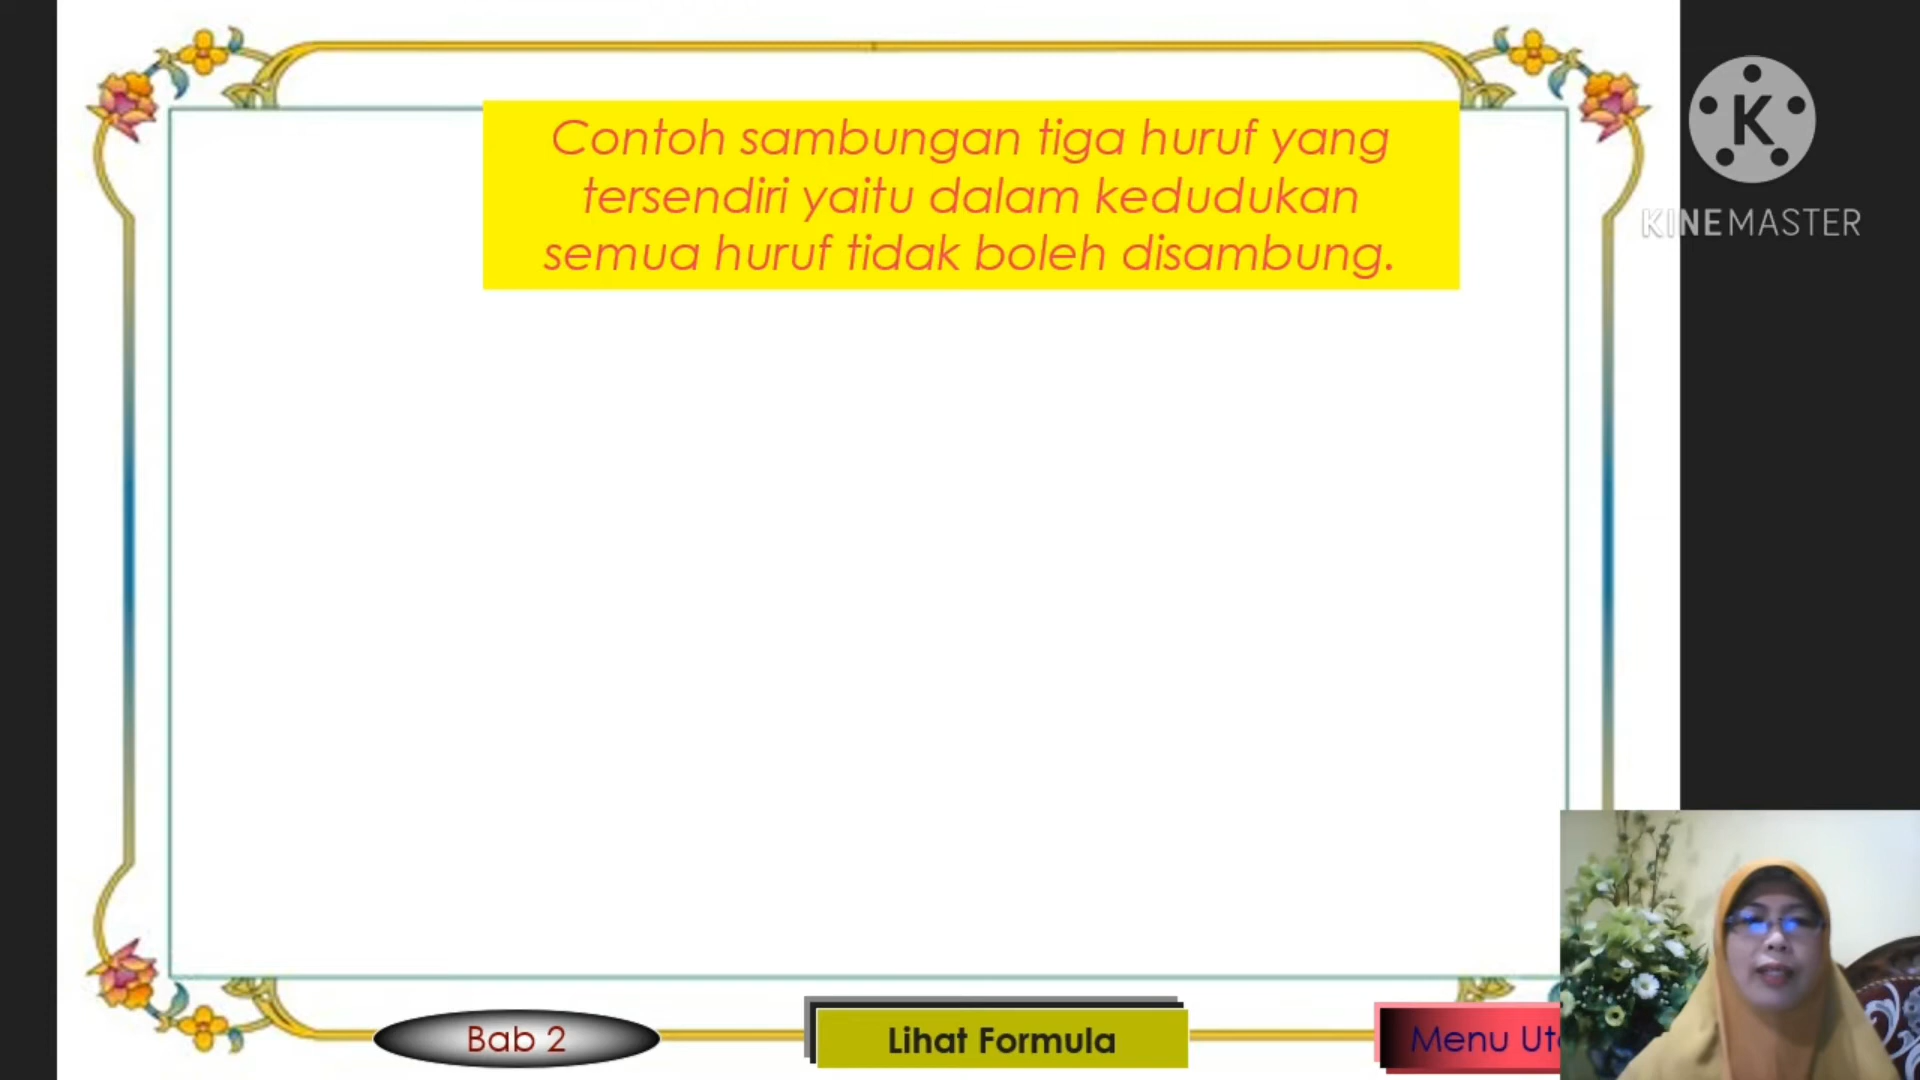 Contoh sambungan tiga huruf yang
tersendiri yaitu dalam kedudukan
semua huruf tidak boleh disambung.
K
KINEMASTER
Bab 2
Lihat Formula
Menu